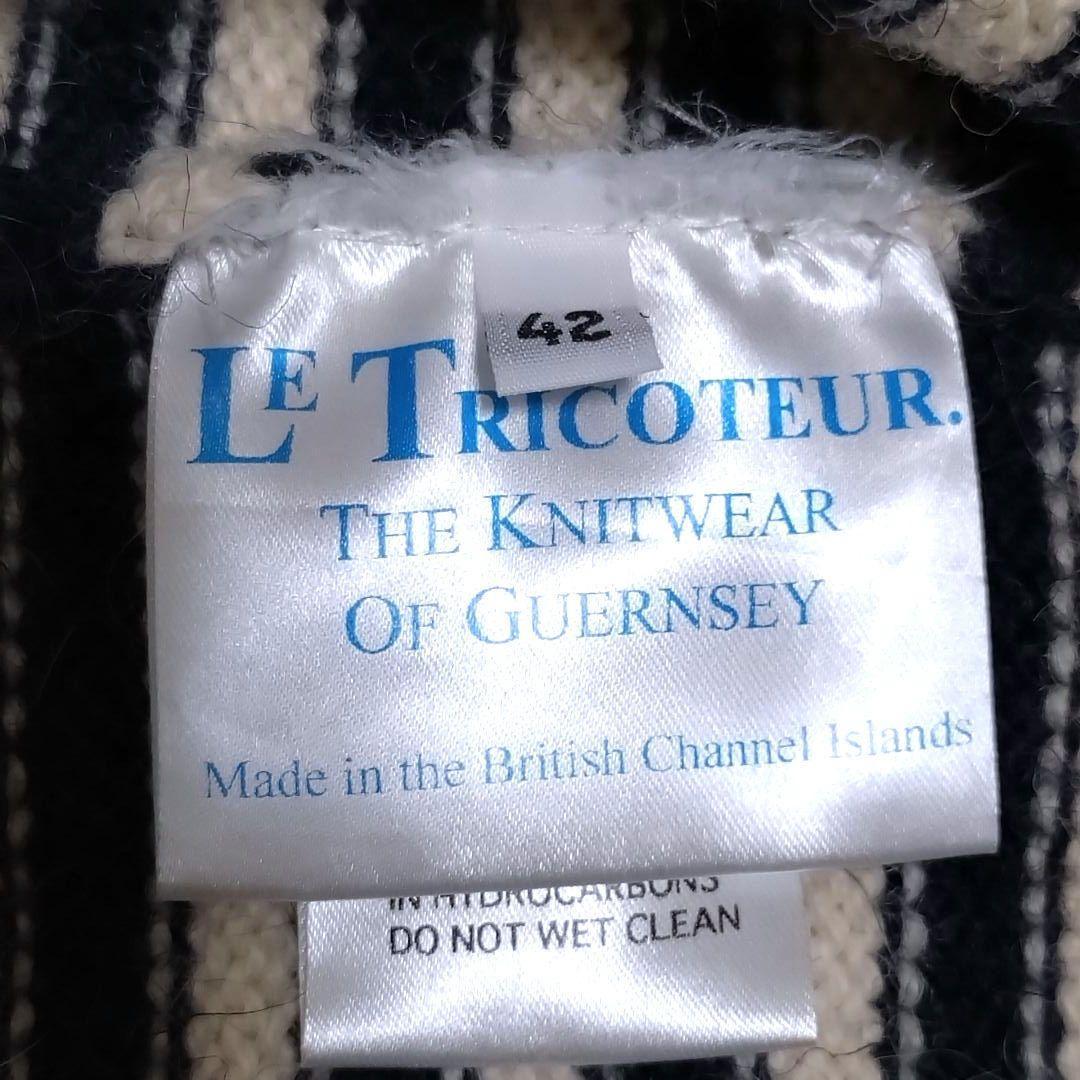 42
LE TRICOTEUR.
THE KNITWEAR
OF GUERNSEY
Made in the British Channel Islands
IN HYDROCARBONS
DO NOT WET CLEAN